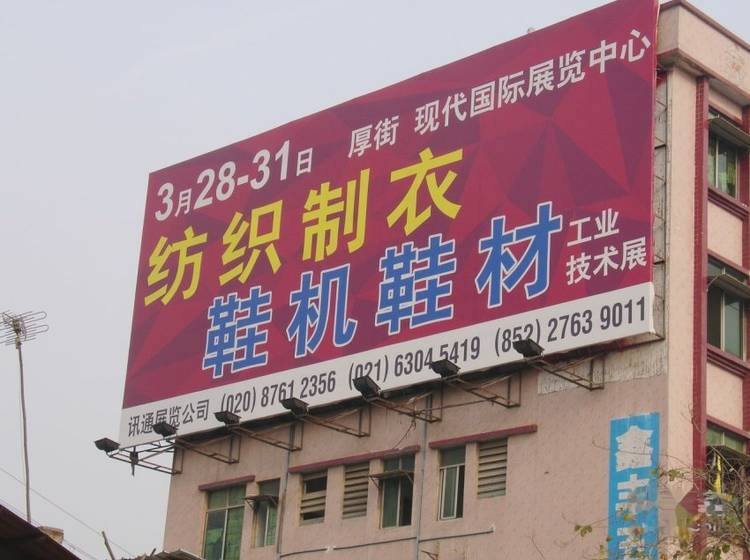 3月28-31日 厚街 现代国际展览中心
纺织制衣
鞋机鞋材
工业
技术展
讯通展览公司 (020) 8761 2356 (021) 6304 5419 (852) 2763 9011
鑫